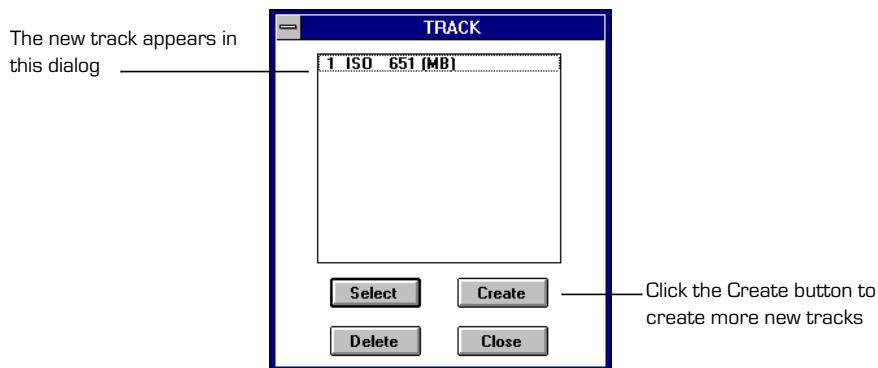 The new track appears in
this dialog
TRACK
1 ISO 651 (MB)
Select
Create
Delete
Close
Click the Create button to
create more new tracks